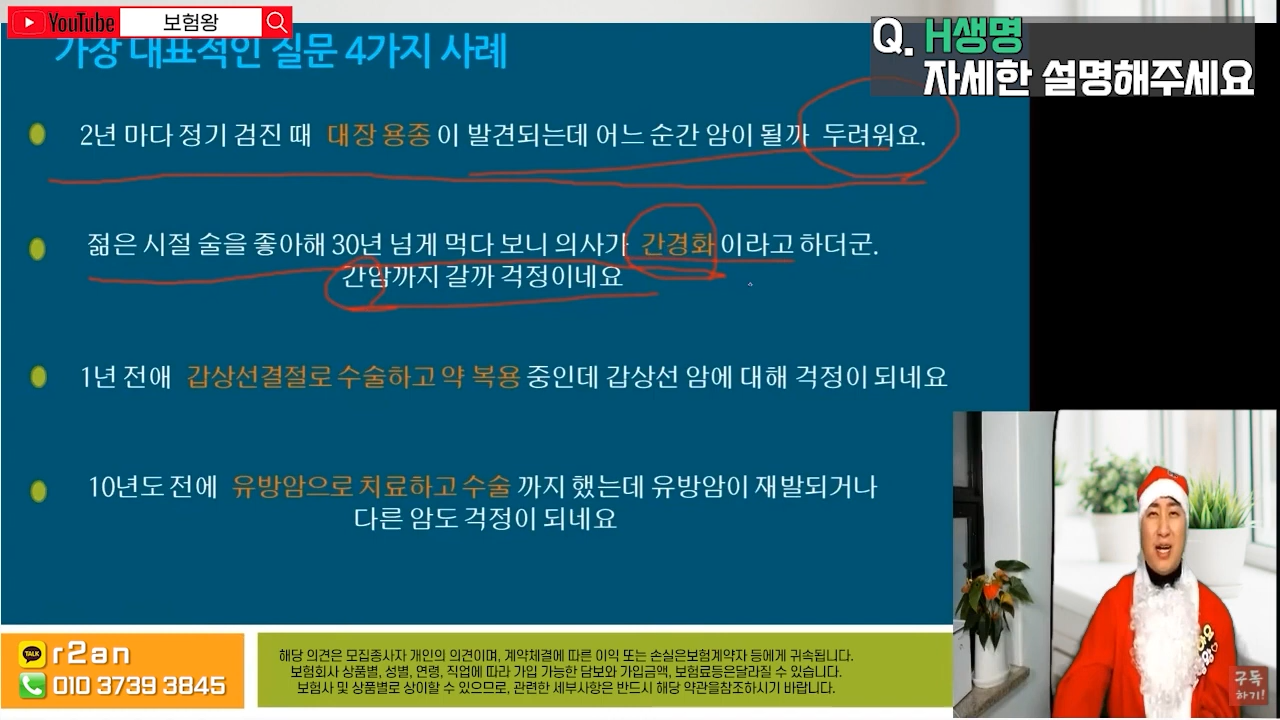 YouTube 보험왕
Q. H생명
자세한 설명해주세요
가장 대표적인 질문 4가지 사례
2년 마다 정기 검진 때 대장 용종 이 발견되는데 어느 순간 암이 될까 두려워요.
젊은 시절 술을 좋아해 30년 넘게 먹다 보니 의사가 간경화 이라고 하더군.
간암까지 갈까 걱정이네요
1년 전애 갑상선결절로 수술하고 약 복용 중인데 갑상선 암에 대해 걱정이 되네요
10년도 전에 유방암으로 치료하고 수술 까지 했는데 유방암이 재발되거나
다른 암도 걱정이 되네요
TALK r2an
010 3739 3845
해당 의견은 모집종사자 개인의 의견이며, 계약체결에 따른 이익 또는 손실은보험계약자 등에게 귀속됩니다.
보험회사 상품별, 성별, 연령, 직업에 따라 가입 가능한 담보와 가입금액, 보험료등은달라질 수 있습니다.
보험사 및 상품별로 상이할 수 있으므로, 관련한 세부사항은 반드시 해당 약관을참조하시기 바랍니다.
구독
하기!